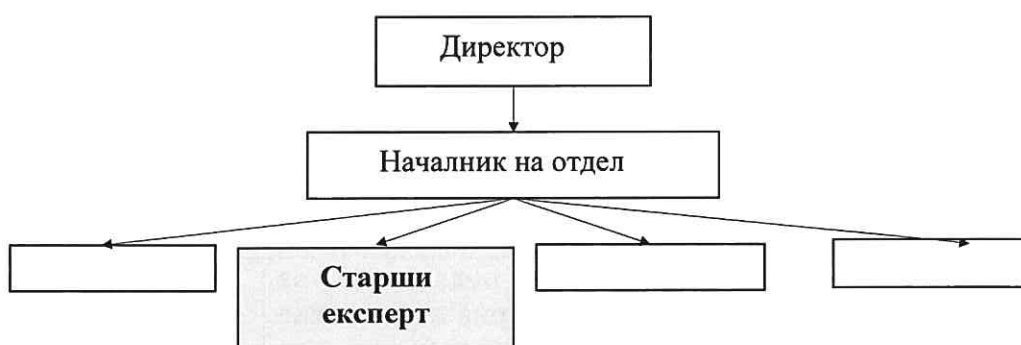 Директор
Началник на отдел
Старши
експерт